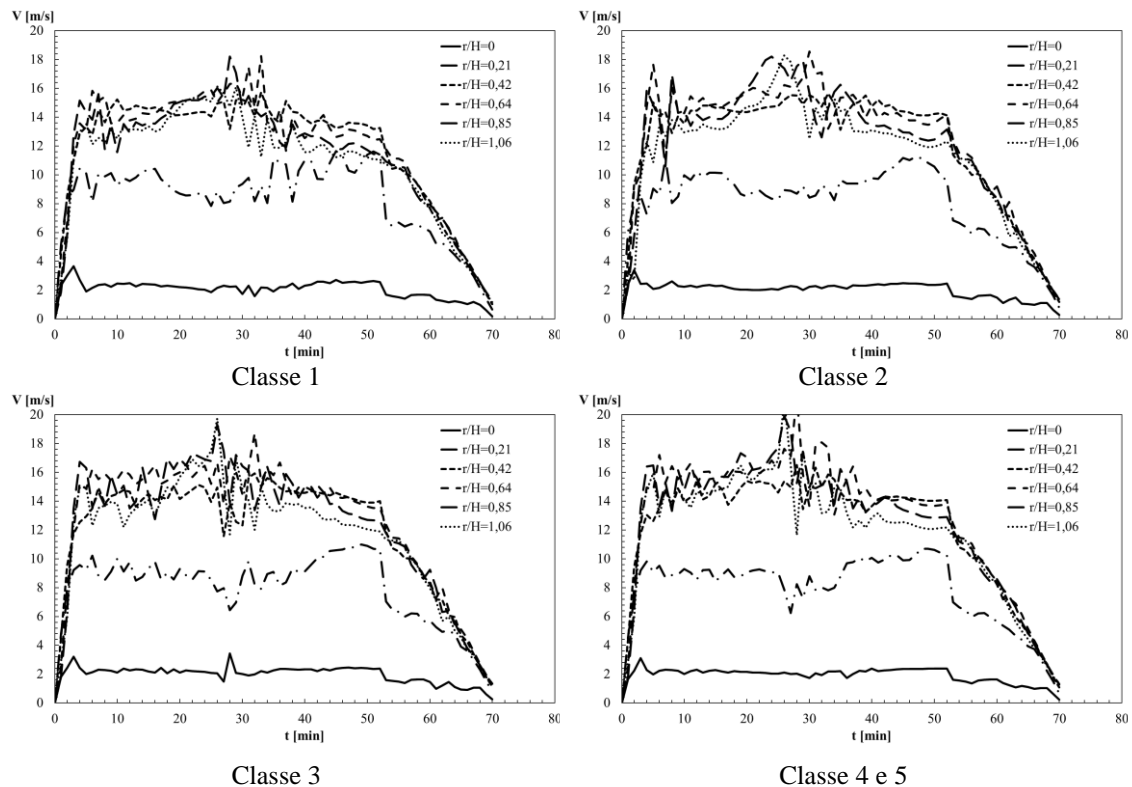 V [m/s]
20
18
16
14
12
10
8
6
4
2
0
r/H=0
r/H=0,21
r/H=0,42
r/H=0,64
r/H=0,85
r/H=1,06
0 10 20 30 40 50 60 70 80
t [min]
Classe 1
V [m/s]
20
18
16
14
12
10
8
6
4
2
0
r/H=0
r/H=0,21
r/H=0,42
r/H=0,64
r/H=0,85
r/H=1,06
0 10 20 30 40 50 60 70 80
t [min]
Classe 2
V [m/s]
20
18
16
14
12
10
8
6
4
2
0
r/H=0
r/H=0,21
r/H=0,42
r/H=0,64
r/H=0,85
r/H=1,06
0 10 20 30 40 50 60 70 80
t [min]
Classe 3
V [m/s]
20
18
16
14
12
10
8
6
4
2
0
r/H=0
r/H=0,21
r/H=0,42
r/H=0,64
r/H=0,85
r/H=1,06
0 10 20 30 40 50 60 70 80
t [min]
Classe 4 e 5